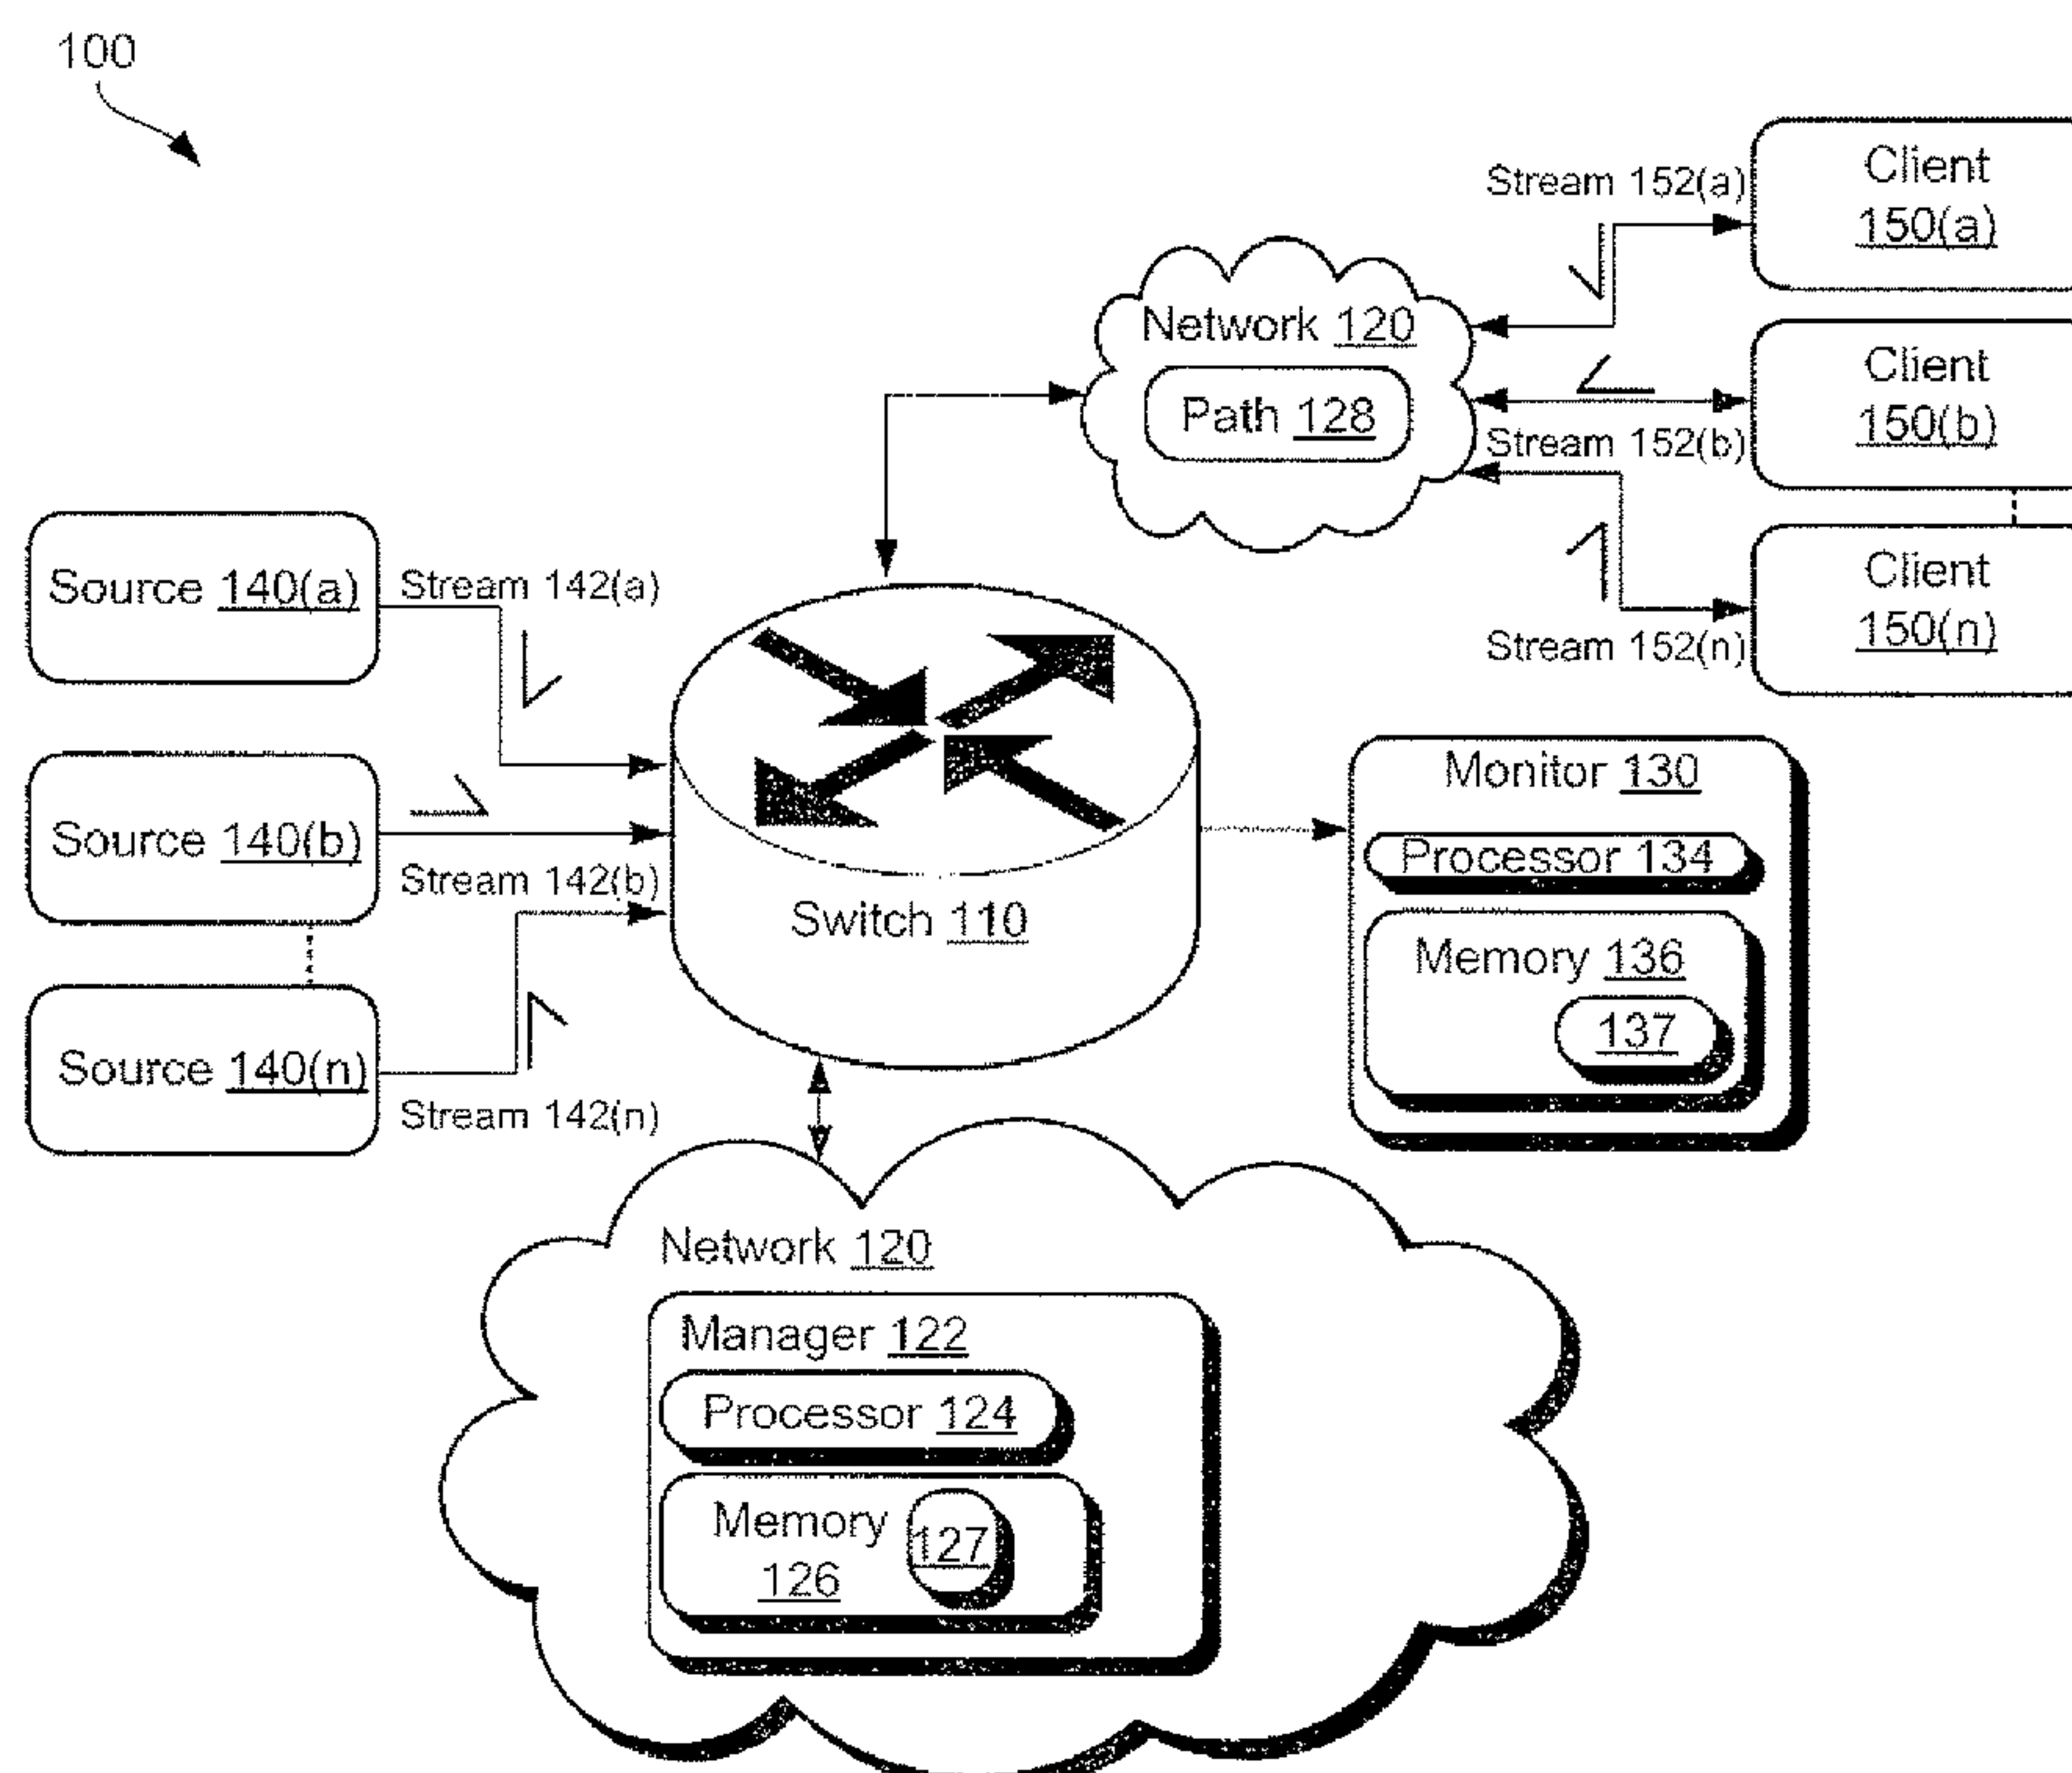 100
Client
150(a)
Stream 152(a)
Network 120
Path 128
Client
150(b)
Stream 152(b)
Client
150(n)
Stream 152(n)
Source 140(a)
Stream 142(a)
Source 140(b)
Stream 142(b)
Source 140(n)
Stream 142(n)
Switch 110
Monitor 130
Processor 134
Memory 136
137
Network 120
Manager 122
Processor 124
Memory
126
127